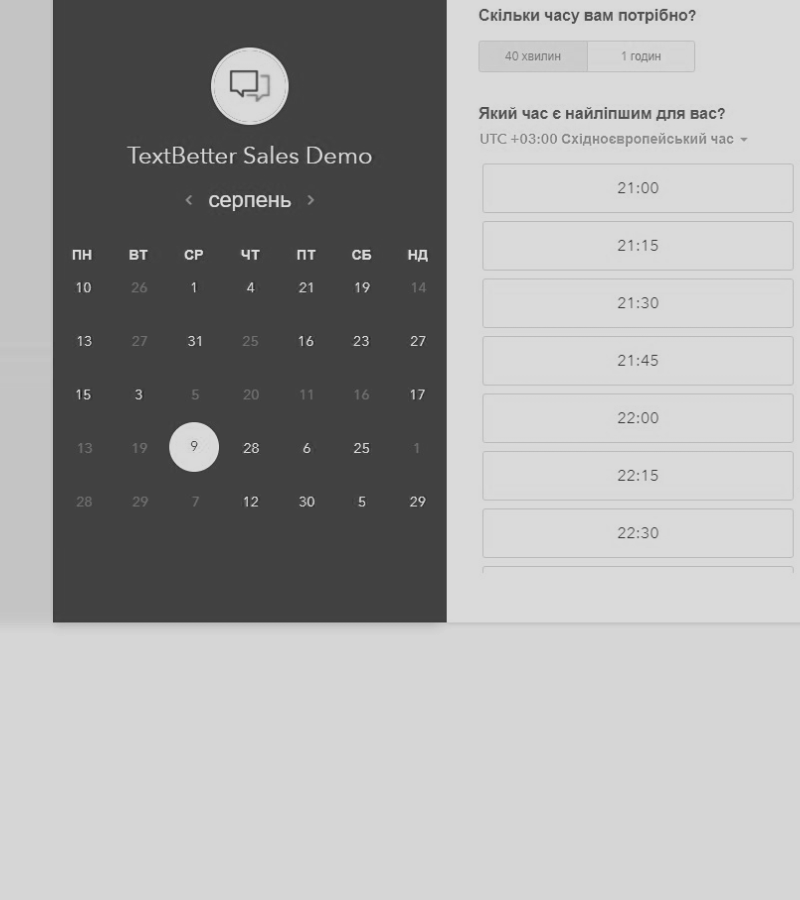 TextBetter Sales Demo
серпень
ПН ВТ СР ЧТ ПТ СБ НД
10 26 1 4 21 19 14
13 27 31 25 16 23 27
15 3 5 20 11 16 17
13 19 9 28 6 25 1
28 29 7 12 30 5 29
Скільки часу вам потрібно?
40 хвилин 1 годин
Який час є найліпшим для вас?
UTC +03:00 Східноєвропейський час
21:00
21:15
21:30
21:45
22:00
22:15
22:30